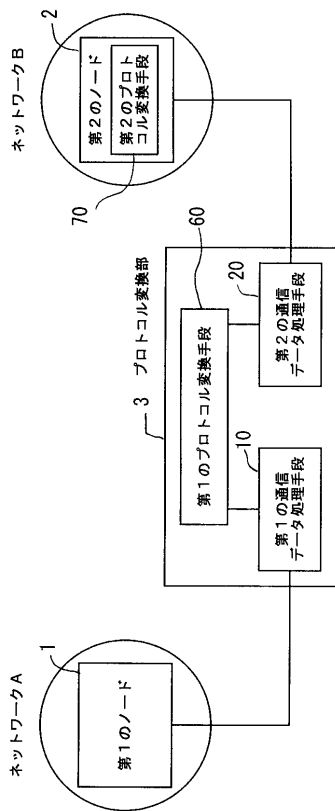 ネットワークA
1
第1のノード
3 プロトコル変換部
60
第1のプロトコル変換手段
10
第1の通信
データ処理手段
20
第2の通信
データ処理手段
ネットワークB
2
第2のノード
第2のプロト
コル変換手段
70